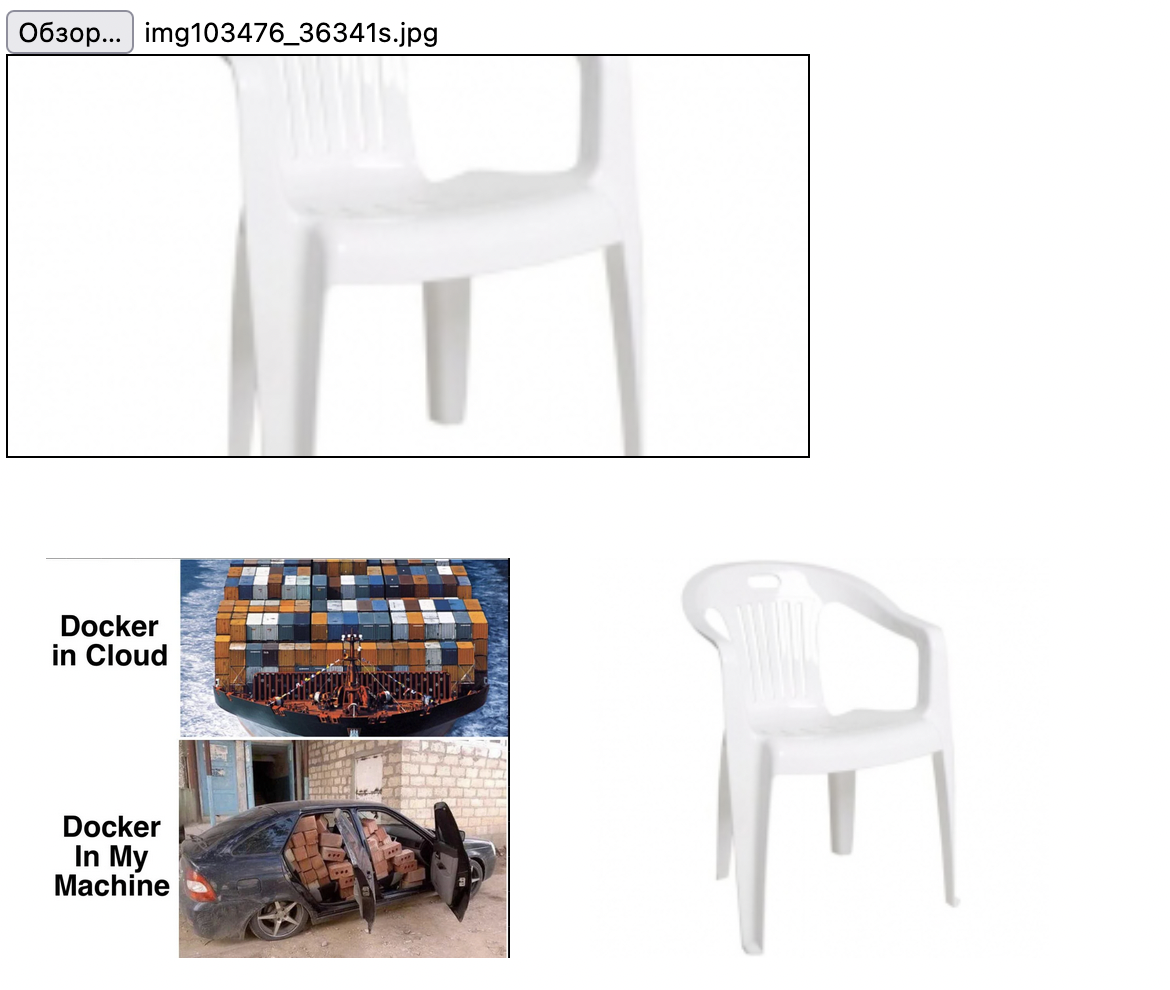 Обзор...
img103476_36341s.jpg
Docker
in Cloud
Docker
In My
Machine